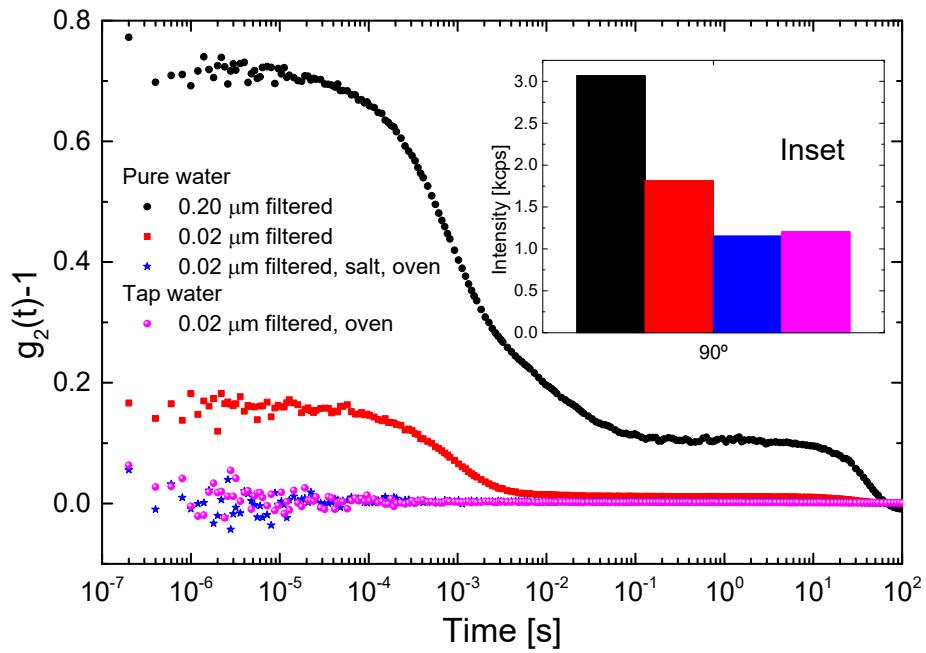 0.8
0.6
0.4
0.2
0.0
g₂(t)-1
Pure water
0.20 μm filtered
0.02 μm filtered
0.02 μm filtered, salt, oven
Tap water
0.02 μm filtered, oven
3.0
2.5
2.0
1.5
1.0
0.5
0.0
Intensity [kcps]
Inset
90º
10⁻⁷
10⁻⁶
10⁻⁵
10⁻⁴
10⁻³
10⁻²
10⁻¹
10⁰
10¹
10²
Time [s]